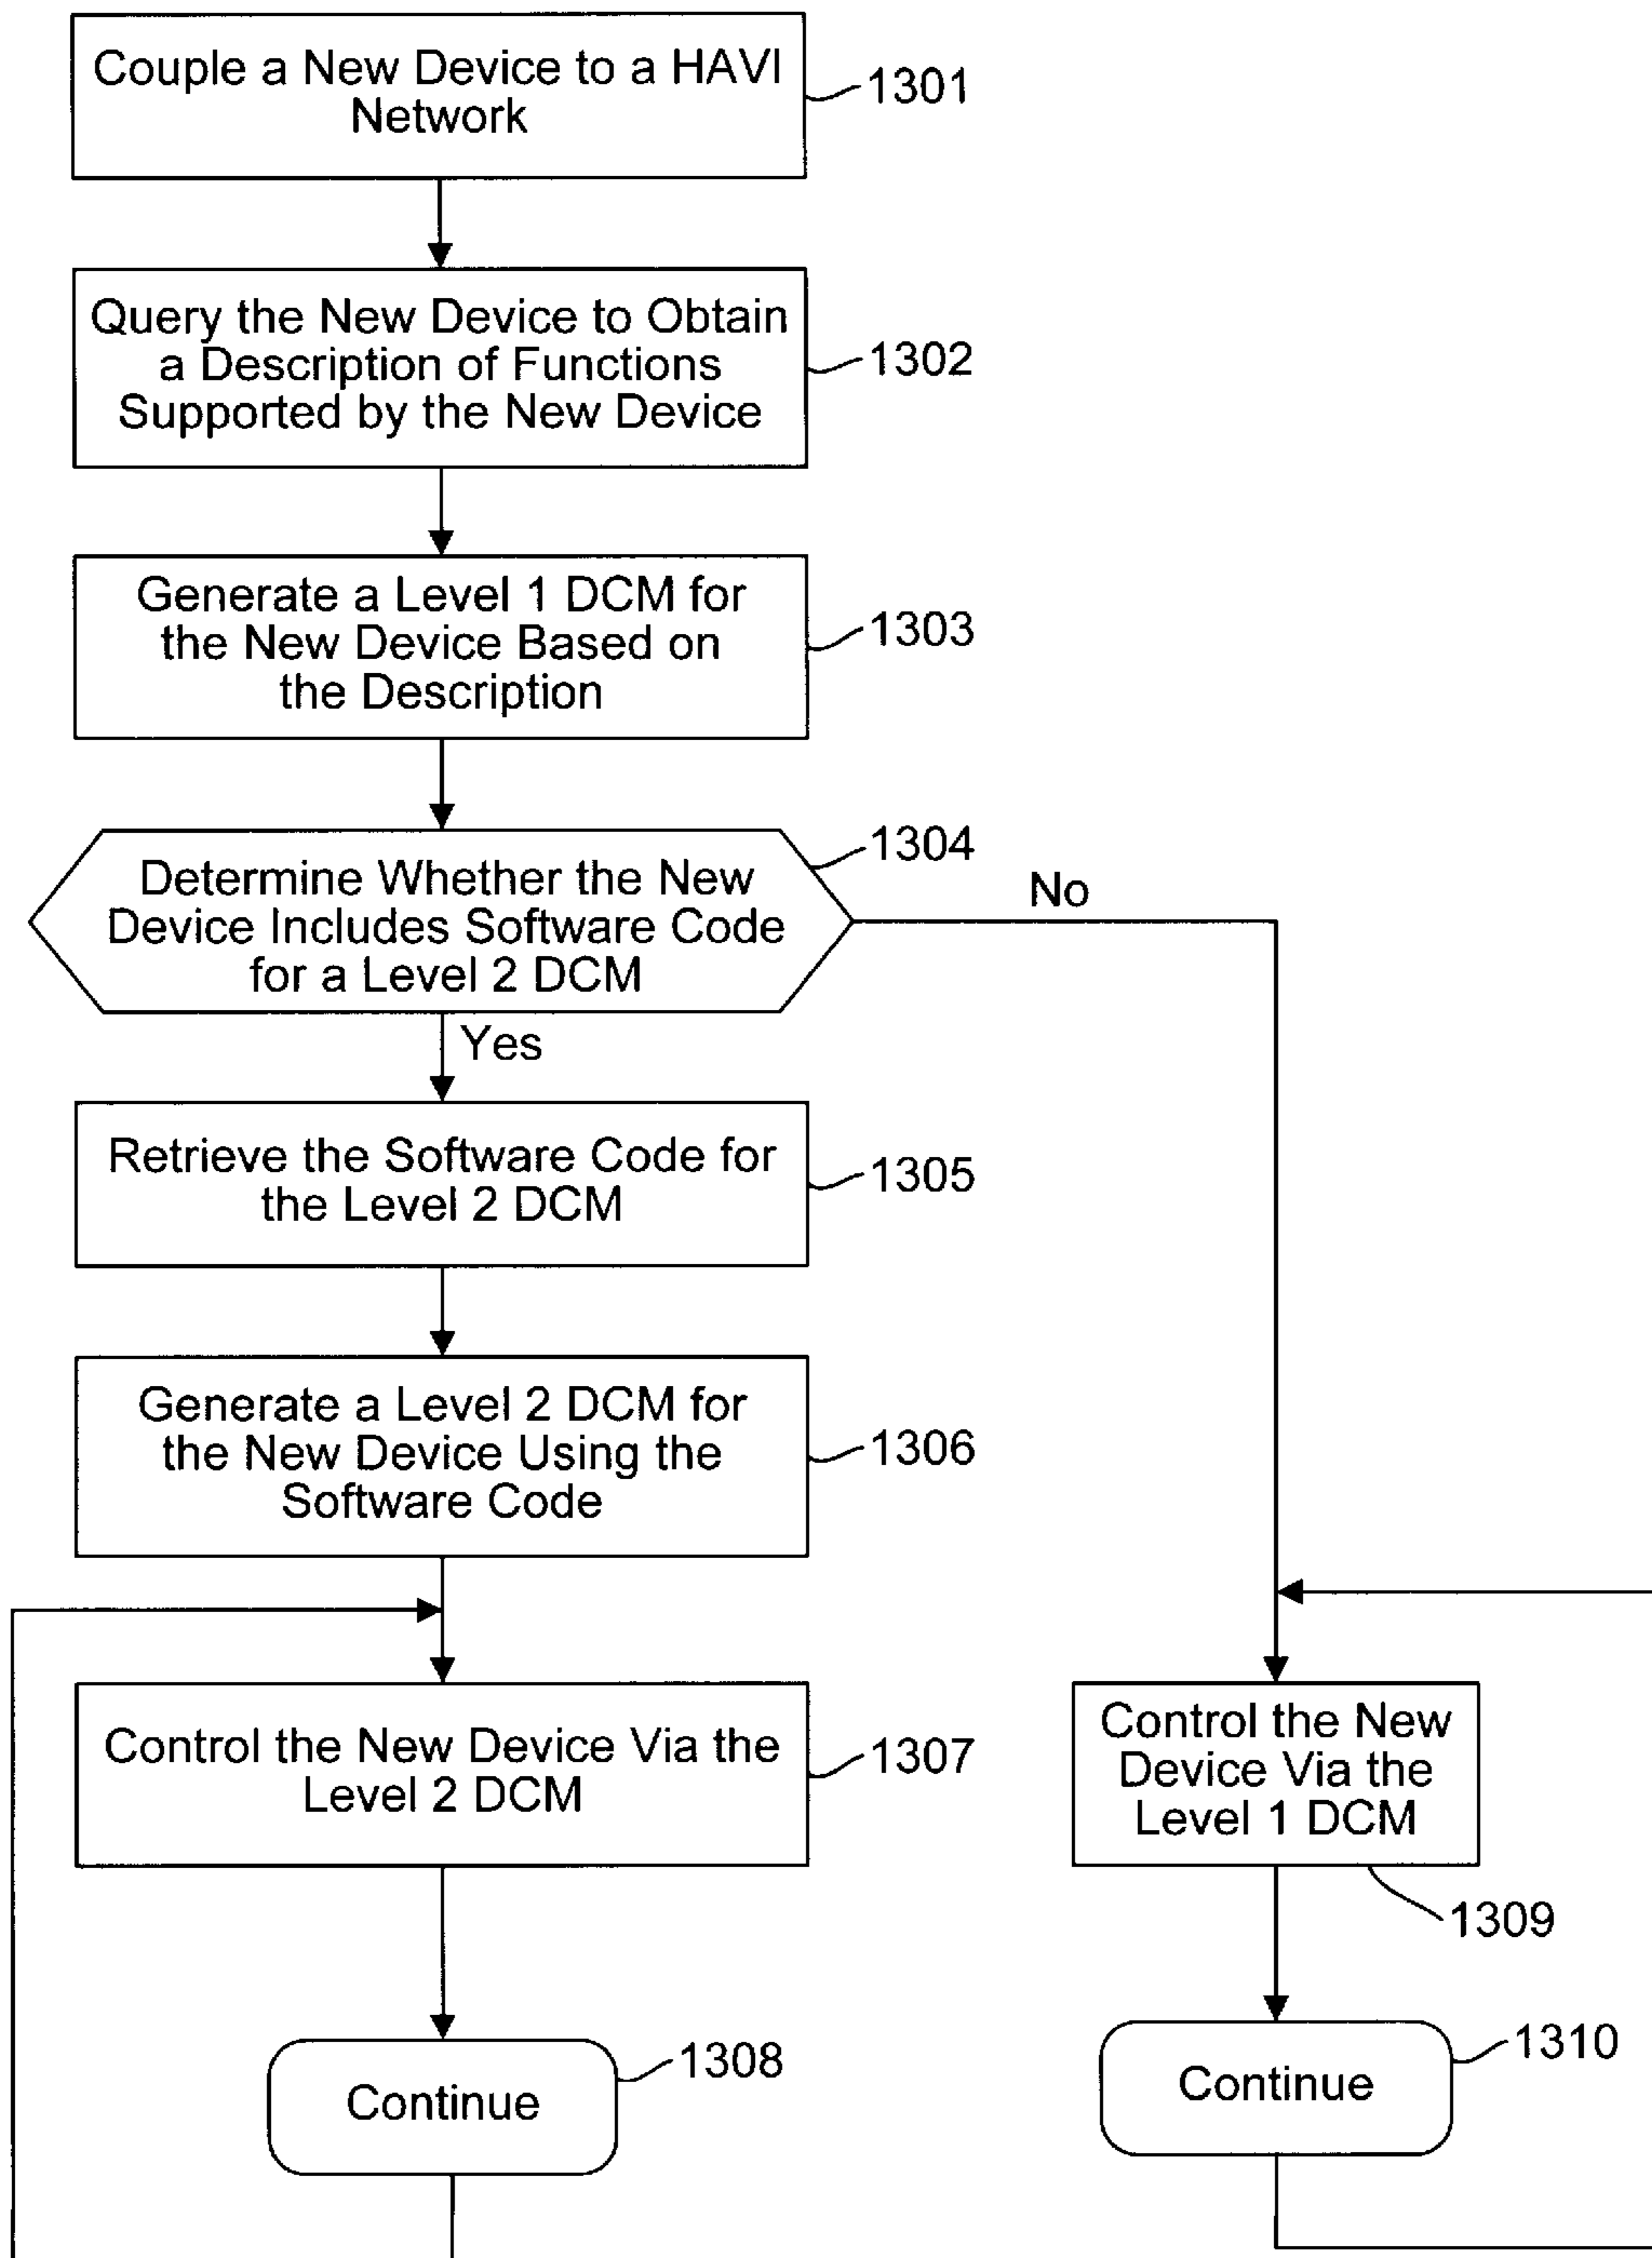 Couple a New Device to a HAVI
Network
1301
Query the New Device to Obtain
a Description of Functions
Supported by the New Device
1302
Generate a Level 1 DCM for
the New Device Based on
the Description
1303
Determine Whether the New
Device Includes Software Code
for a Level 2 DCM
1304
No
Yes
Retrieve the Software Code for
the Level 2 DCM
1305
Generate a Level 2 DCM for
the New Device Using the
Software Code
1306
Control the New Device Via the
Level 2 DCM
1307
Control the New
Device Via the
Level 1 DCM
1309
Continue
1308
Continue
1310